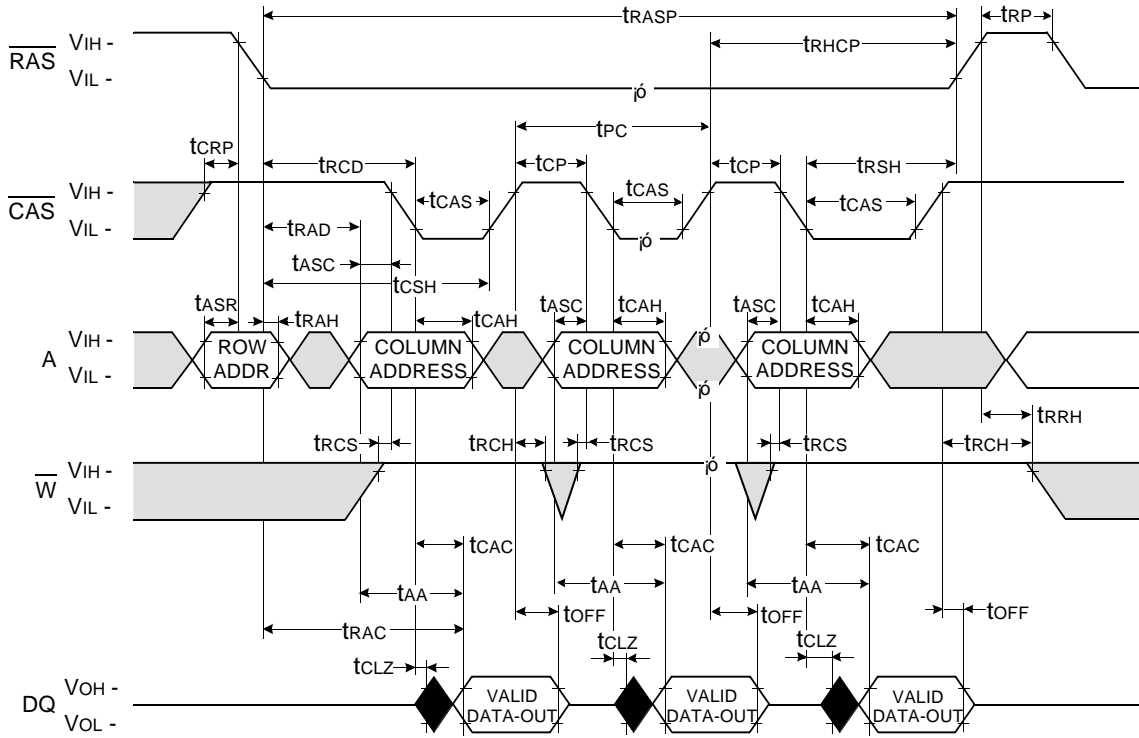 tRASP
tRP
tRHCP
RAS
VIH -
VIL -
¡ó
tCRP
tRCD
tPC
tCP
tCP
tRSH
CAS
VIH -
VIL -
tCAS
tCAS
tCAS
¡ó
tRAD
tASC
tCSH
tASR
tRAH
tCAH
tASC
tCAH
tASC
tCAH
A
VIH -
VIL -
ROW
ADDR
COLUMN
ADDRESS
COLUMN
ADDRESS
¡ó
¡ó
COLUMN
ADDRESS
tRRH
tRCS
tRCH
tRCS
tRCS
tRCH
W
VIH -
VIL -
¡ó
tCAC
tCAC
tCAC
tAA
tAA
tAA
tOFF
tOFF
tOFF
tRAC
tCLZ
tCLZ
tCLZ
DQ
VOH -
VOL -
VALID
DATA-OUT
VALID
DATA-OUT
VALID
DATA-OUT